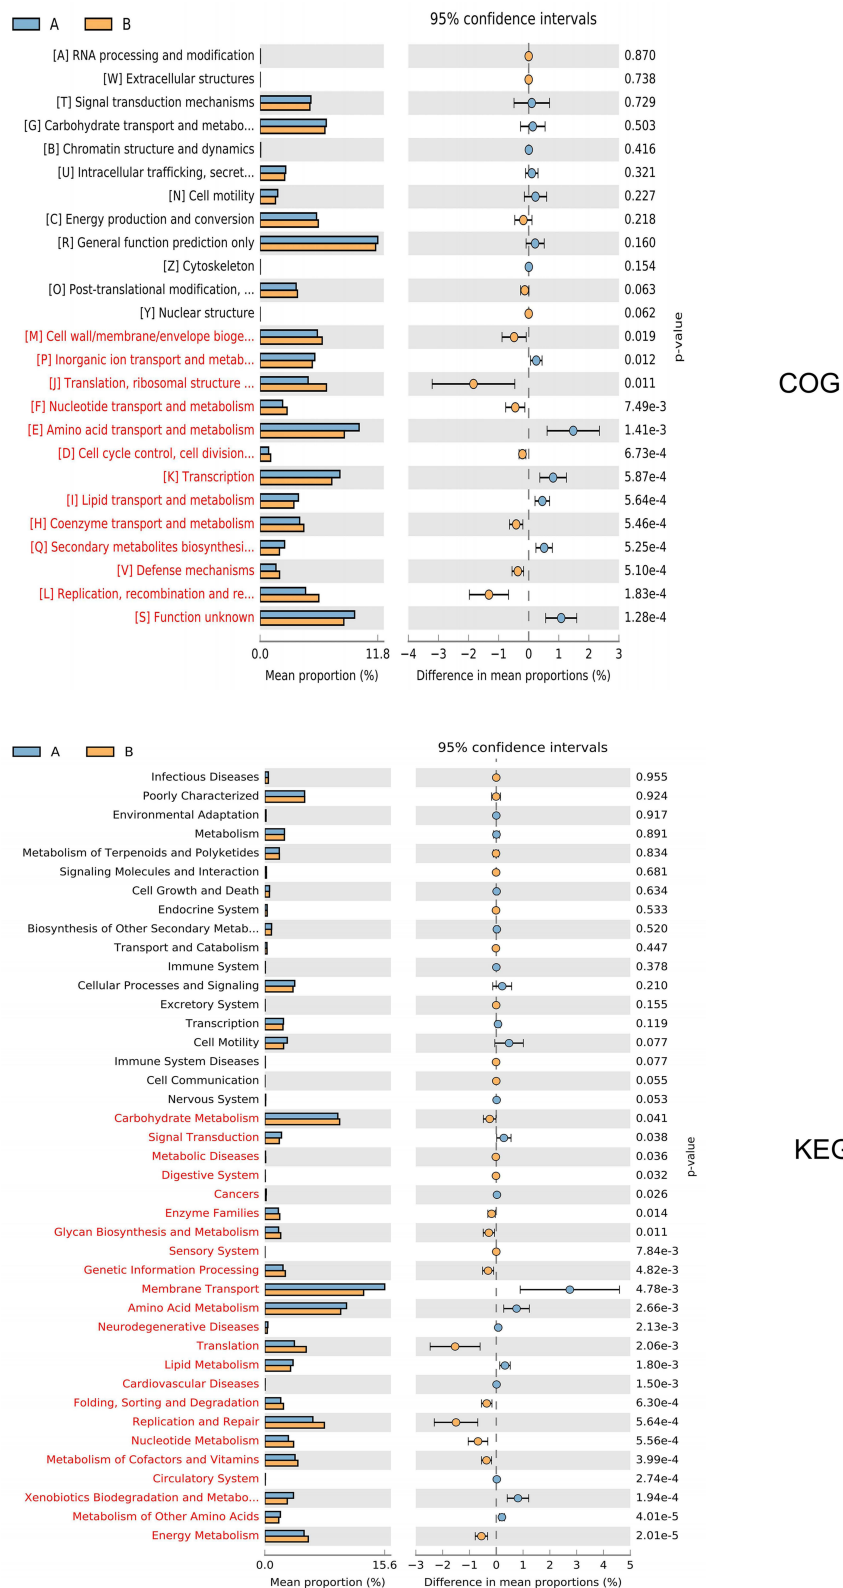 A B 95% confidence intervals
[A] RNA processing and modification 0.870
[W] Extracellular structures 0.738
[T] Signal transduction mechanisms 0.729
[G] Carbohydrate transport and metabo... 0.503
[B] Chromatin structure and dynamics 0.416
[U] Intracellular trafficking, secret... 0.321
[N] Cell motility 0.227
[C] Energy production and conversion 0.218
[R] General function prediction only 0.160
[Z] Cytoskeleton 0.154
[O] Post-translational modification, ... 0.063
[Y] Nuclear structure 0.062
[M] Cell wall/membrane/envelope bioge... 0.019
[P] Inorganic ion transport and metab... 0.012
[J] Translation, ribosomal structure ... 0.011
[F] Nucleotide transport and metabolism 7.49e-3
[E] Amino acid transport and metabolism 1.41e-3
[D] Cell cycle control, cell division... 6.73e-4
[K] Transcription 5.87e-4
[I] Lipid transport and metabolism 5.64e-4
[H] Coenzyme transport and metabolism 5.46e-4
[Q] Secondary metabolites biosynthesi... 5.25e-4
[V] Defense mechanisms 5.10e-4
[L] Replication, recombination and re... 1.83e-4
[S] Function unknown 1.28e-4
p-value
COG
0.0 11.8 −4 −3 −2 −1 0 1 2 3
Mean proportion (%) Difference in mean proportions (%)
A B 95% confidence intervals
Infectious Diseases 0.955
Poorly Characterized 0.924
Environmental Adaptation 0.917
Metabolism 0.891
Metabolism of Terpenoids and Polyketides 0.834
Signaling Molecules and Interaction 0.681
Cell Growth and Death 0.634
Endocrine System 0.533
Biosynthesis of Other Secondary Metab... 0.520
Transport and Catabolism 0.447
Immune System 0.378
Cellular Processes and Signaling 0.210
Excretory System 0.155
Transcription 0.119
Cell Motility 0.077
Immune System Diseases 0.077
Cell Communication 0.055
Nervous System 0.053
Carbohydrate Metabolism 0.041
Signal Transduction 0.038
Metabolic Diseases 0.036
Digestive System 0.032
Cancers 0.026
Enzyme Families 0.014
Glycan Biosynthesis and Metabolism 0.011
Sensory System 7.84e-3
Genetic Information Processing 4.82e-3
Membrane Transport 4.78e-3
Amino Acid Metabolism 2.66e-3
Neurodegenerative Diseases 2.13e-3
Translation 2.06e-3
Lipid Metabolism 1.80e-3
Cardiovascular Diseases 1.50e-3
Folding, Sorting and Degradation 6.30e-4
Replication and Repair 5.64e-4
Nucleotide Metabolism 5.56e-4
Metabolism of Cofactors and Vitamins 3.99e-4
Circulatory System 2.74e-4
Xenobiotics Biodegradation and Metabo... 1.94e-4
Metabolism of Other Amino Acids 4.01e-5
Energy Metabolism 2.01e-5
p-value
0.0 15.6 −3 −2 −1 0 1 2 3 4 5
Mean proportion (%) Difference in mean proportions (%)